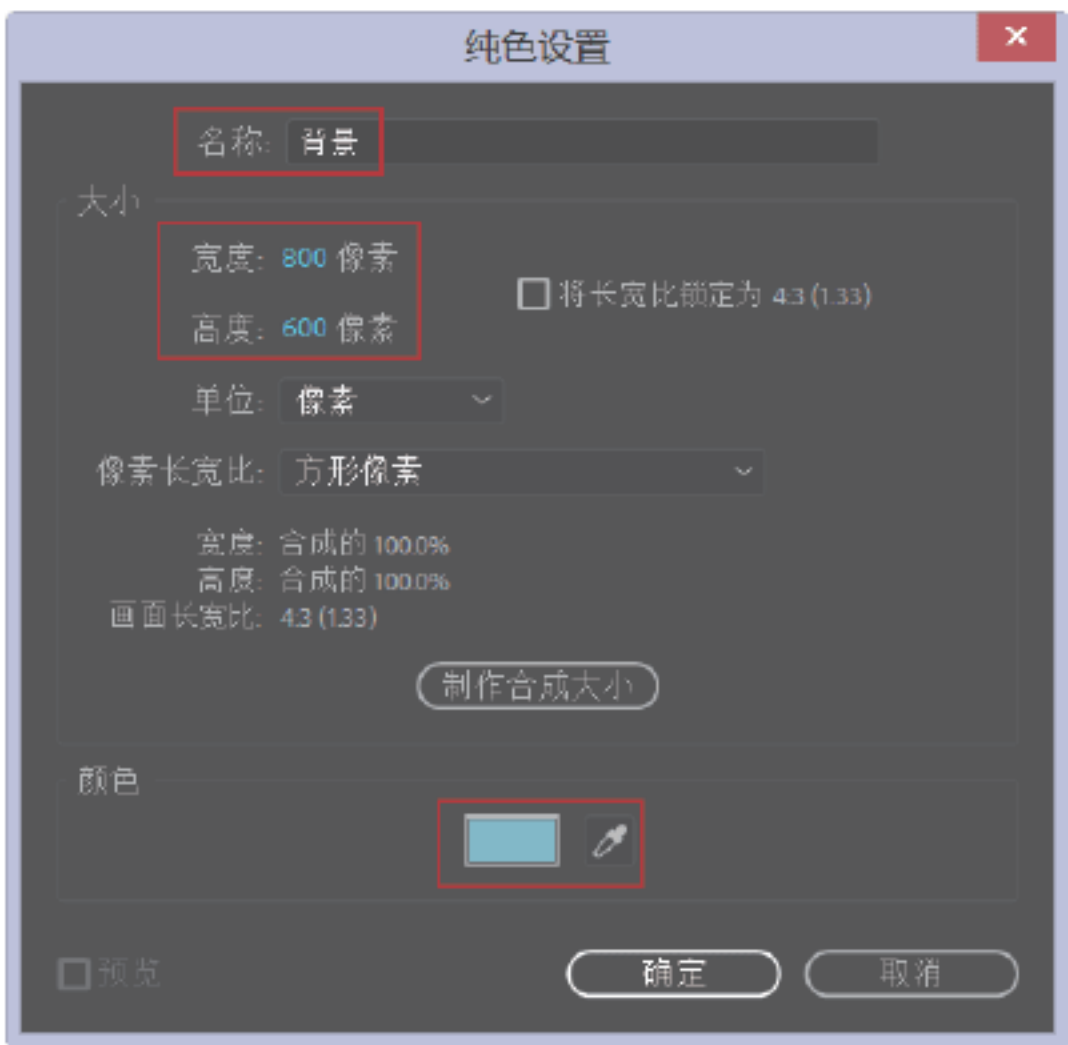 纯色设置
名称: 背景
大小
宽度: 800 像素
将长宽比锁定为 4:3 (1.33)
高度: 600 像素
单位: 像素
像素长宽比: 方形像素
宽度: 合成的 100.0%
高度: 合成的 100.0%
画面长宽比: 4:3 (1.33)
制作合成大小
颜色
预览 确定 取消